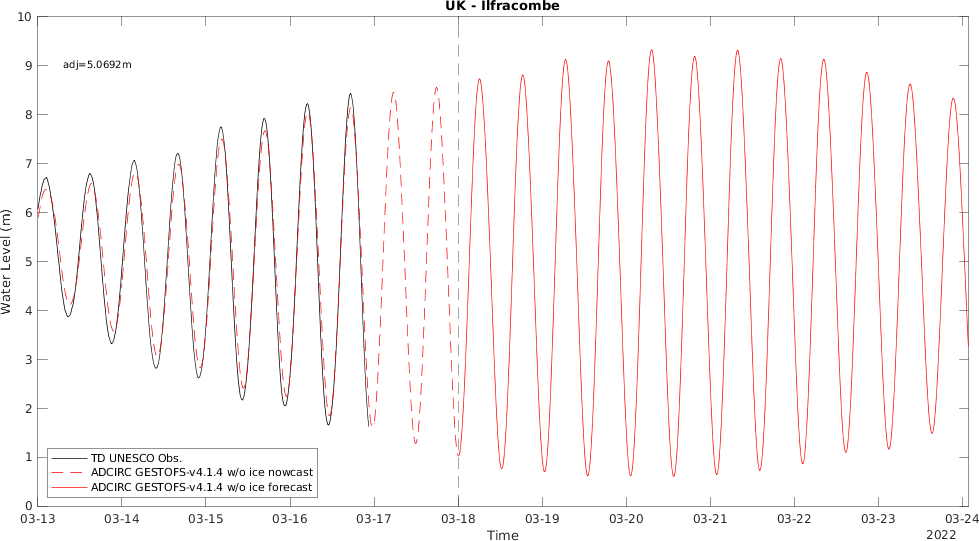 UK - Ilfracombe
10
9
adj=5.0692m
8
7
6
5
4
3
2
1
0
Water Level (m)
TD UNESCO Obs.
ADCIRC GESTOFS-v4.1.4 w/o ice nowcast
ADCIRC GESTOFS-v4.1.4 w/o ice forecast
03-13 03-14 03-15 03-16 03-17 03-18 03-19 03-20 03-21 03-22 03-23 03-24
Time
2022